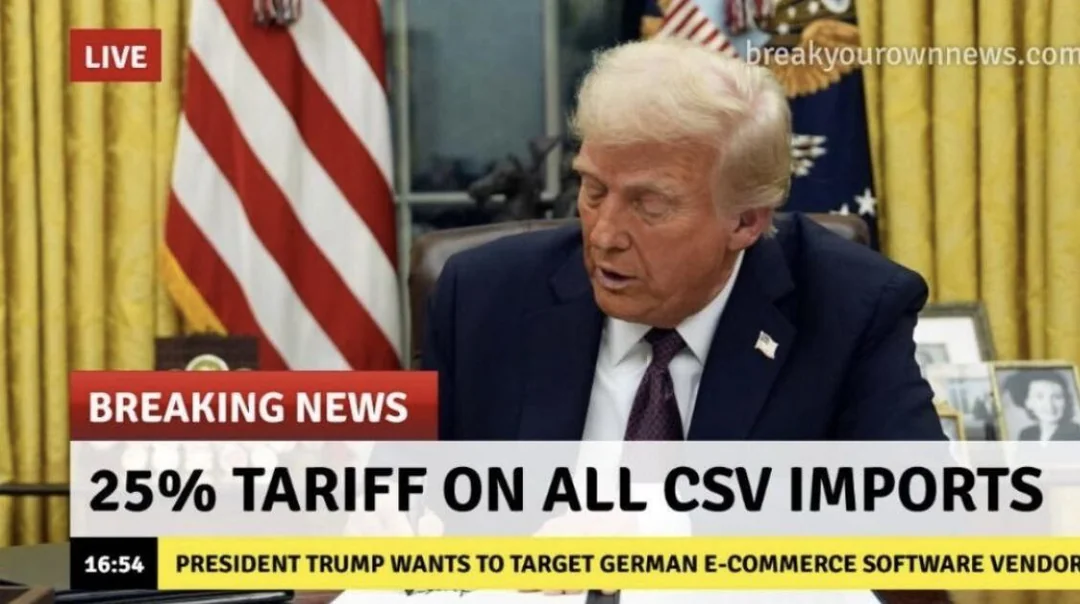 LIVE
breakyourownnews.com
BREAKING NEWS
25% TARIFF ON ALL CSV IMPORTS
16:54 PRESIDENT TRUMP WANTS TO TARGET GERMAN E-COMMERCE SOFTWARE VENDOR